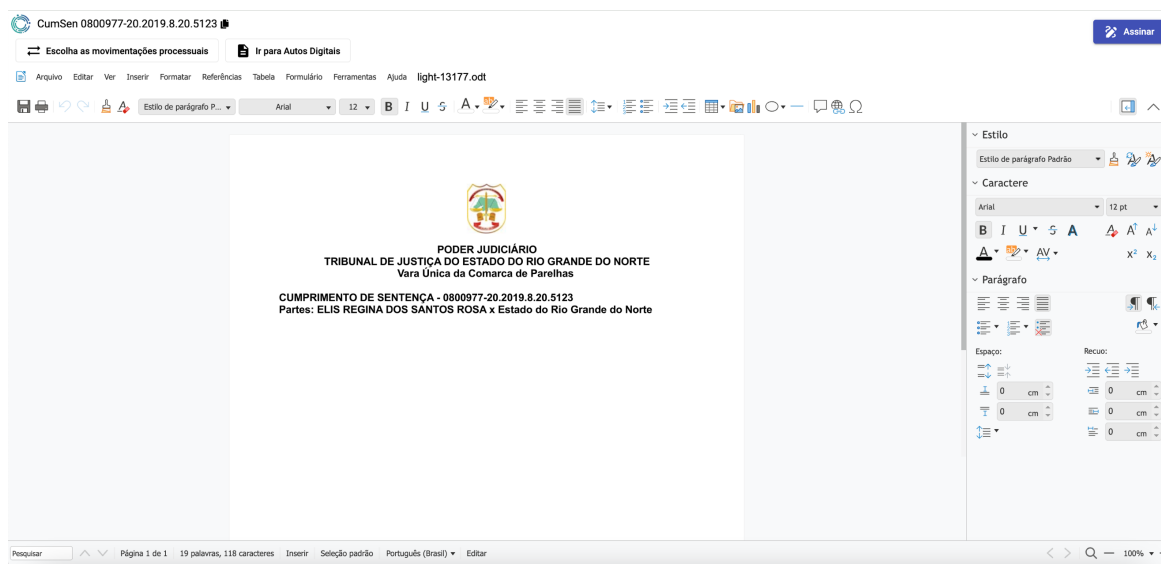 CumSen 0800977-20.2019.8.20.5123
Assinar
Escolha as movimentações processuais Ir para Autos Digitais
Arquivo Editar Ver Inserir Formatar Referências Tabela Formulário Ferramentas Ajuda light-13177.odt
Estilo de parágrafo P... Arial 12 B I U S A
Estilo
Estilo de parágrafo Padrão
Caractere
Arial 12 pt
B I U S A A A A
A AV X² X₂
Parágrafo
Espaço: Recuo:
0 cm 0 cm
0 cm 0 cm
0 cm
PODER JUDICIÁRIO
TRIBUNAL DE JUSTIÇA DO ESTADO DO RIO GRANDE DO NORTE
Vara Única da Comarca de Parelhas
CUMPRIMENTO DE SENTENÇA - 0800977-20.2019.8.20.5123
Partes: ELIS REGINA DOS SANTOS ROSA x Estado do Rio Grande do Norte
Pesquisar Página 1 de 1 19 palavras, 118 caracteres Inserir Seleção padrão Português (Brasil) Editar 100%